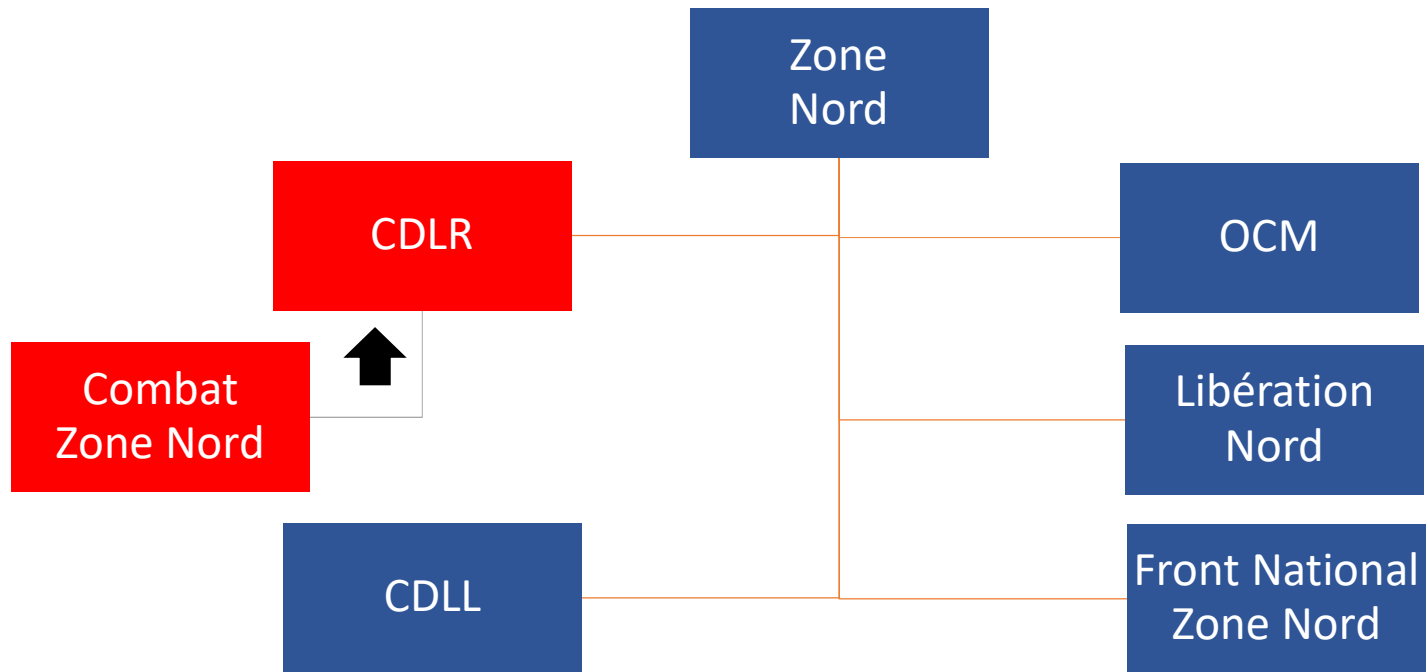 Zone
Nord
CDLR
OCM
Combat
Zone Nord
Libération
Nord
CDLL
Front National
Zone Nord